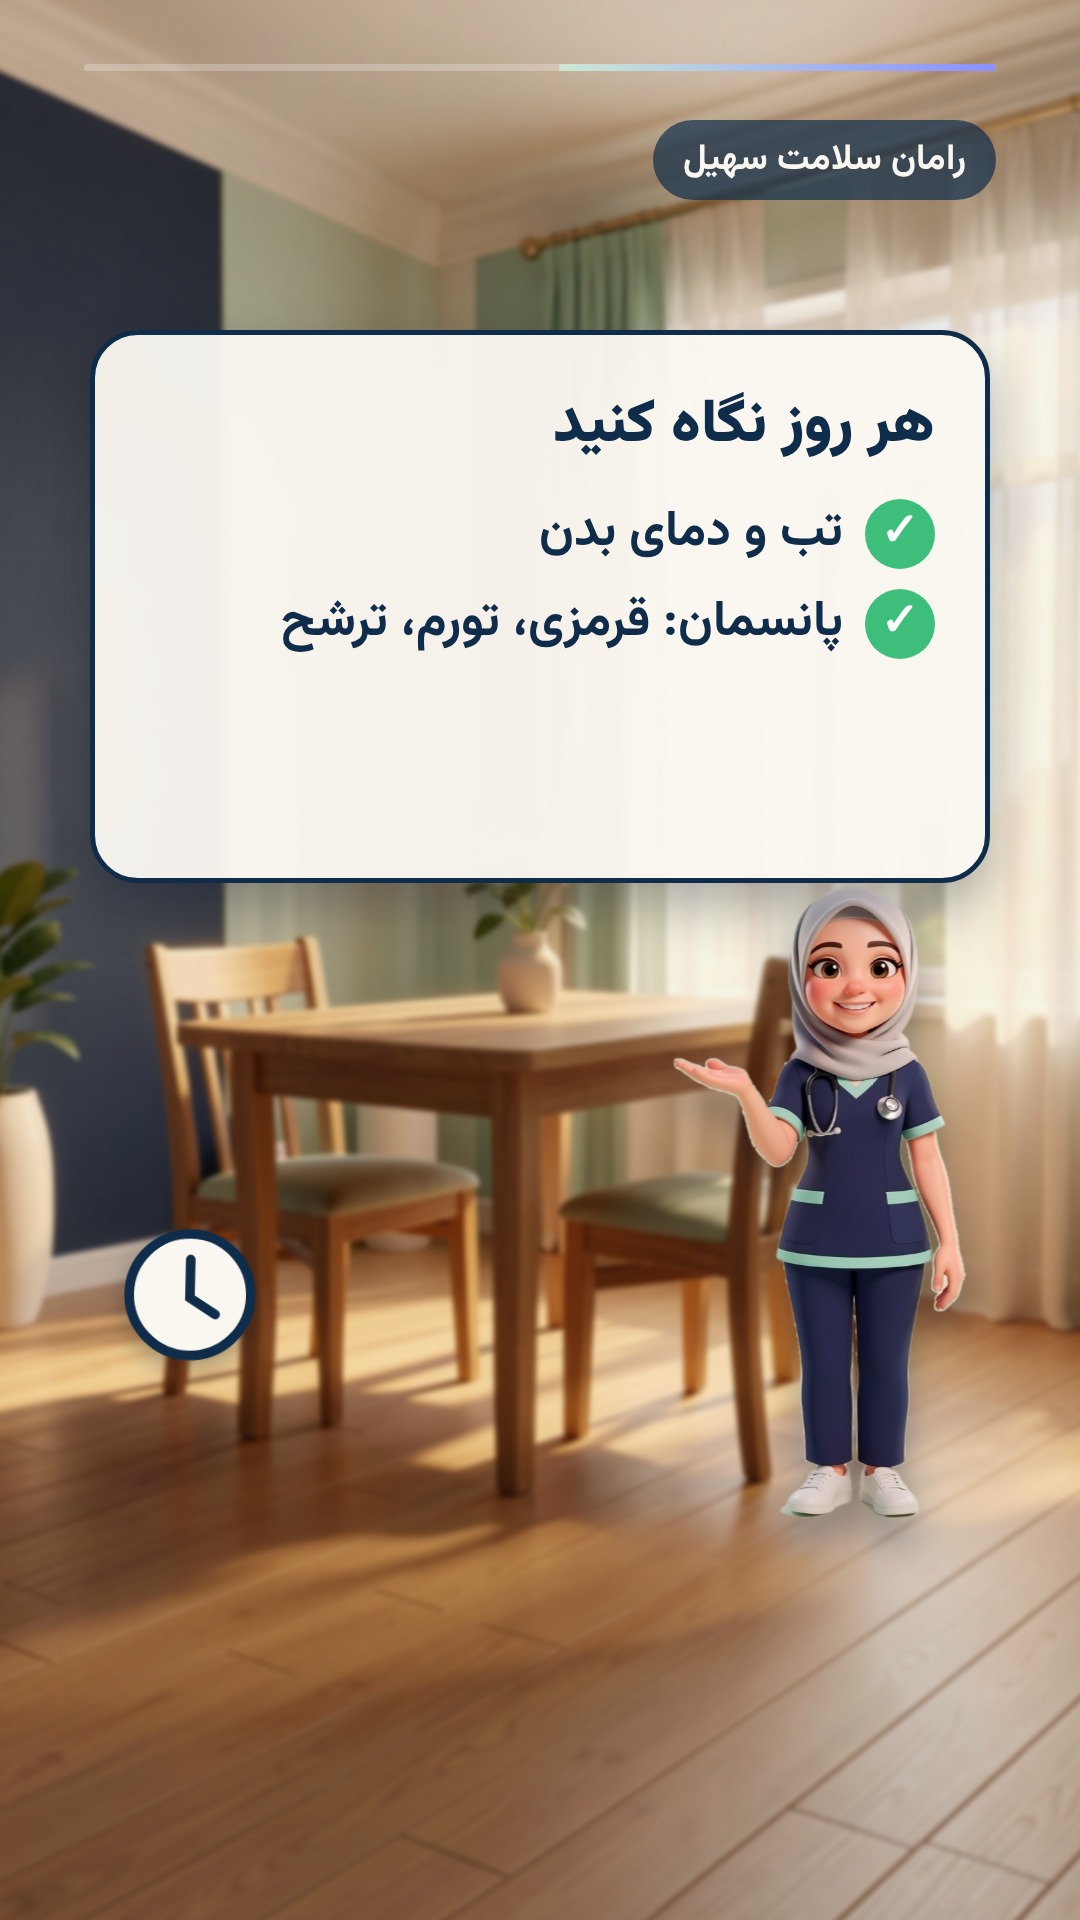 رامان سلامت سهیل
هر روز نگاه کنید
✓ تب و دمای بدن
✓ پانسمان: قرمزی، تورم، ترشح